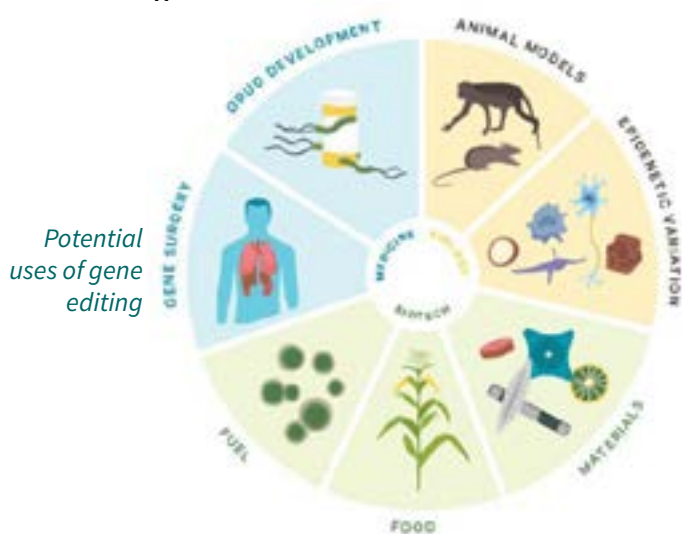 Potential
uses of gene
editing
DRUG DEVELOPMENT
ANIMAL MODELS
EPIGENETIC VARIATION
MATERIALS
FOOD
FUEL
GENE SURGERY
MEDICINE
BIOTECH